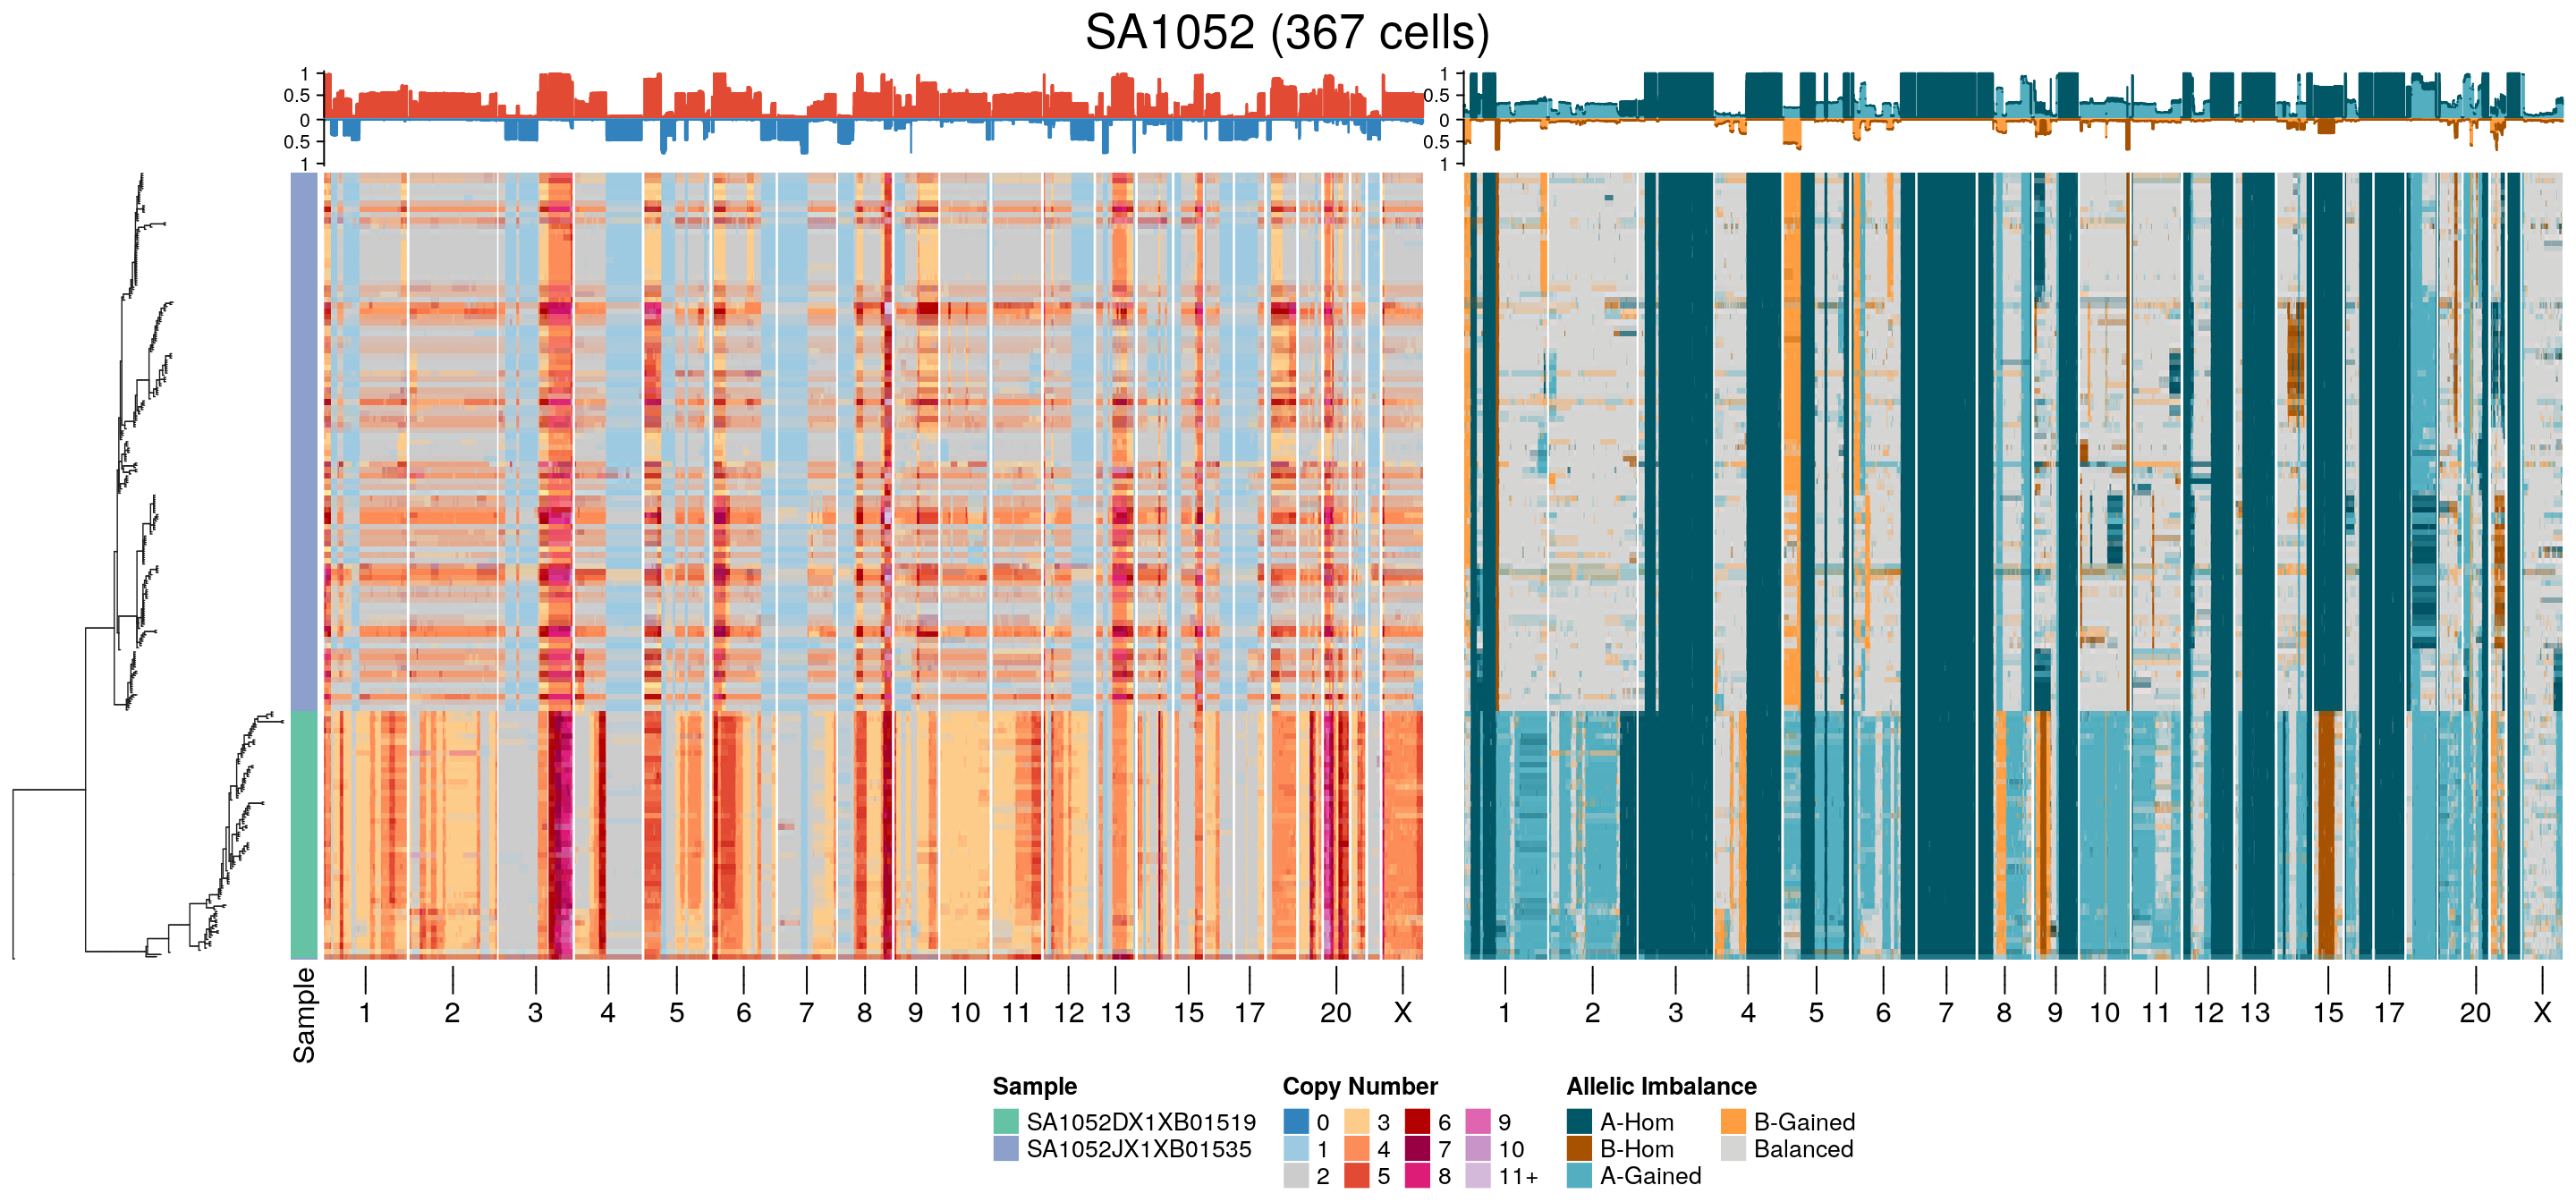 SA1052 (367 cells)
1
0.5
0
0.5
1
1
0.5
0
0.5
1
Sample
1 2 3 4 5 6 7 8 9 10 11 12 13 15 17 20 X
1 2 3 4 5 6 7 8 9 10 11 12 13 15 17 20 X
Sample
SA1052DX1XB01519
SA1052JX1XB01535
Copy Number
0 3 6 9
1 4 7 10
2 5 8 11+
Allelic Imbalance
A-Hom B-Gained
B-Hom Balanced
A-Gained